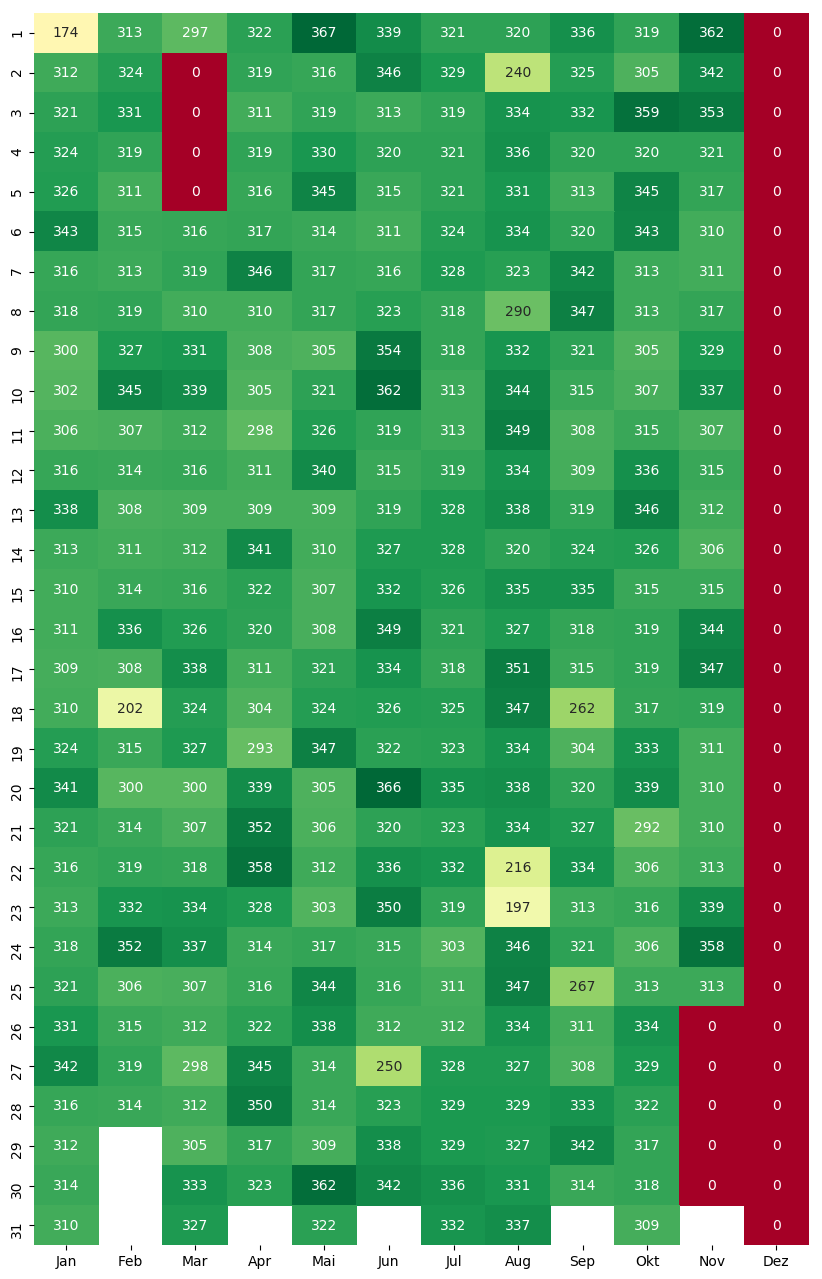 1 174 313 297 322 367 339 321 320 336 319 362 0
2 312 324 0 319 316 346 329 240 325 305 342 0
3 321 331 0 311 319 313 319 334 332 359 353 0
4 324 319 0 319 330 320 321 336 320 320 321 0
5 326 311 0 316 345 315 321 331 313 345 317 0
6 343 315 316 317 314 311 324 334 320 343 310 0
7 316 313 319 346 317 316 328 323 342 313 311 0
8 318 319 310 310 317 323 318 290 347 313 317 0
9 300 327 331 308 305 354 318 332 321 305 329 0
10 302 345 339 305 321 362 313 344 315 307 337 0
11 306 307 312 298 326 319 313 349 308 315 307 0
12 316 314 316 311 340 315 319 334 309 336 315 0
13 338 308 309 309 309 319 328 338 319 346 312 0
14 313 311 312 341 310 327 328 320 324 326 306 0
15 310 314 316 322 307 332 326 335 335 315 315 0
16 311 336 326 320 308 349 321 327 318 319 344 0
17 309 308 338 311 321 334 318 351 315 319 347 0
18 310 202 324 304 324 326 325 347 262 317 319 0
19 324 315 327 293 347 322 323 334 304 333 311 0
20 341 300 300 339 305 366 335 338 320 339 310 0
21 321 314 307 352 306 320 323 334 327 292 310 0
22 316 319 318 358 312 336 332 216 334 306 313 0
23 313 332 334 328 303 350 319 197 313 316 339 0
24 318 352 337 314 317 315 303 346 321 306 358 0
25 321 306 307 316 344 316 311 347 267 313 313 0
26 331 315 312 322 338 312 312 334 311 334 0 0
27 342 319 298 345 314 250 328 327 308 329 0 0
28 316 314 312 350 314 323 329 329 333 322 0 0
29 312 305 317 309 338 329 327 342 317 0 0
30 314 333 323 362 342 336 331 314 318 0 0
31 310 327 322 332 337 309 0
Jan Feb Mar Apr Mai Jun Jul Aug Sep Okt Nov Dez